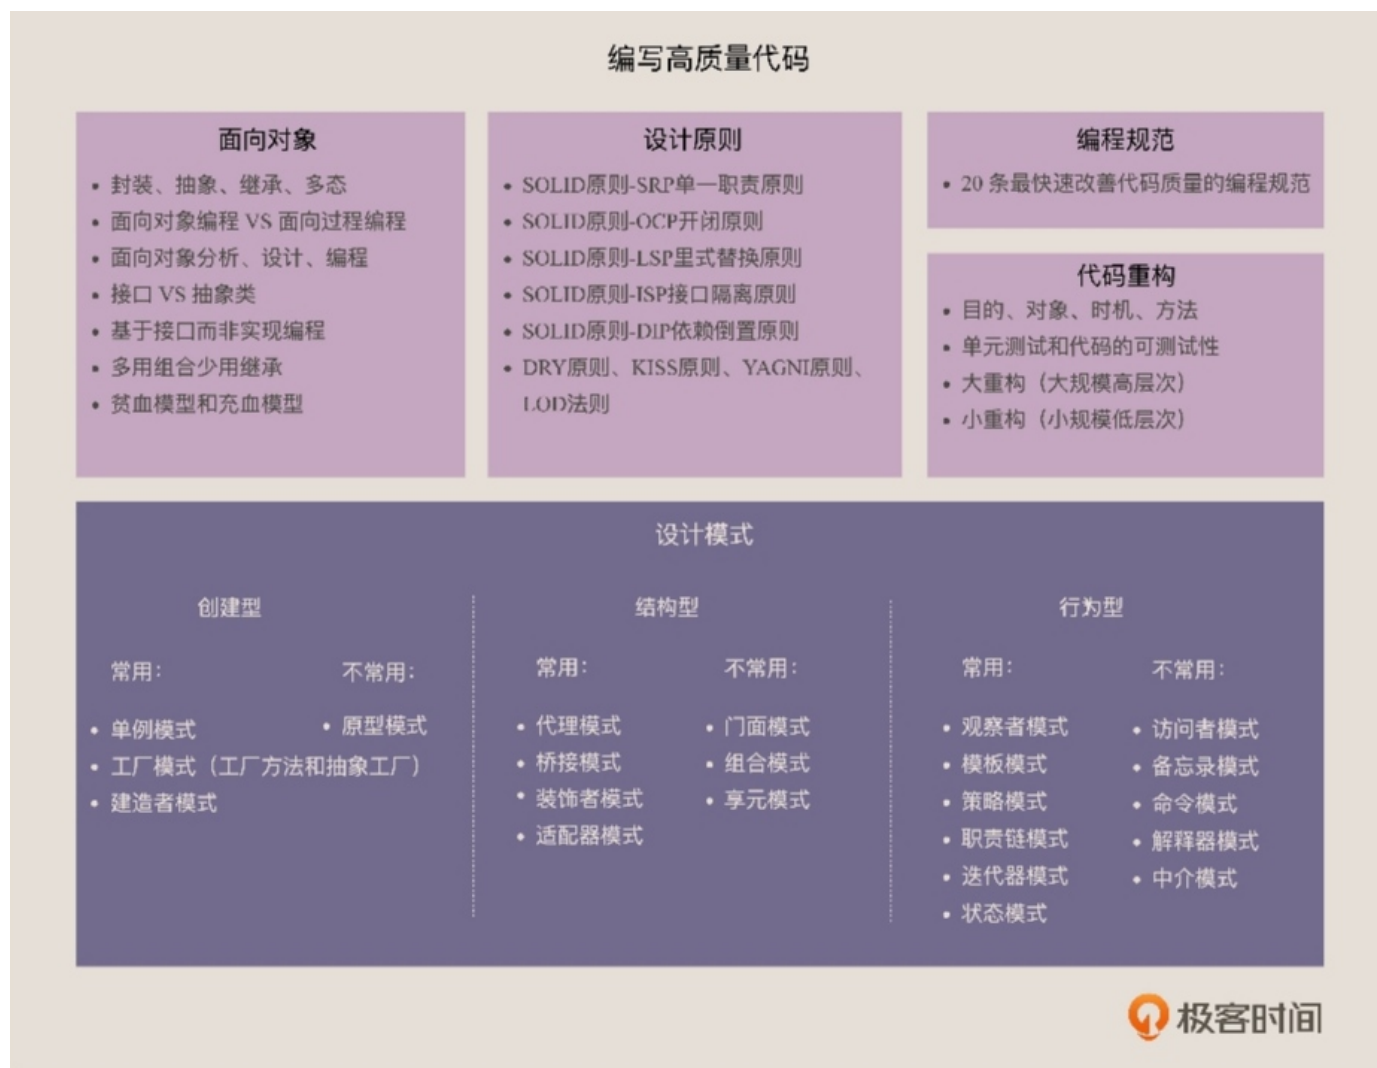 编写高质量代码
面向对象
• 封装、抽象、继承、多态
• 面向对象编程 VS 面向过程编程
• 面向对象分析、设计、编程
• 接口 VS 抽象类
• 基于接口而非实现编程
• 多用组合少用继承
• 贫血模型和充血模型
设计原则
• SOLID原则-SRP单一职责原则
• SOLID原则-OCP开闭原则
• SOLID原则-LSP里式替换原则
• SOLID原则-ISP接口隔离原则
• SOLID原则-DIP依赖倒置原则
• DRY原则、KISS原则、YAGNI原则、
LOD法则
编程规范
• 20 条最快速改善代码质量的编程规范
代码重构
• 目的、对象、时机、方法
• 单元测试和代码的可测试性
• 大重构（大规模高层次）
• 小重构（小规模低层次）
设计模式
创建型
常用：
• 单例模式
• 工厂模式（工厂方法和抽象工厂）
• 建造者模式
不常用：
• 原型模式
结构型
常用：
• 代理模式
• 桥接模式
• 装饰者模式
• 适配器模式
不常用：
• 门面模式
• 组合模式
• 享元模式
行为型
常用：
• 观察者模式
• 模板模式
• 策略模式
• 职责链模式
• 迭代器模式
• 状态模式
不常用：
• 访问者模式
• 备忘录模式
• 命令模式
• 解释器模式
• 中介模式
极客时间